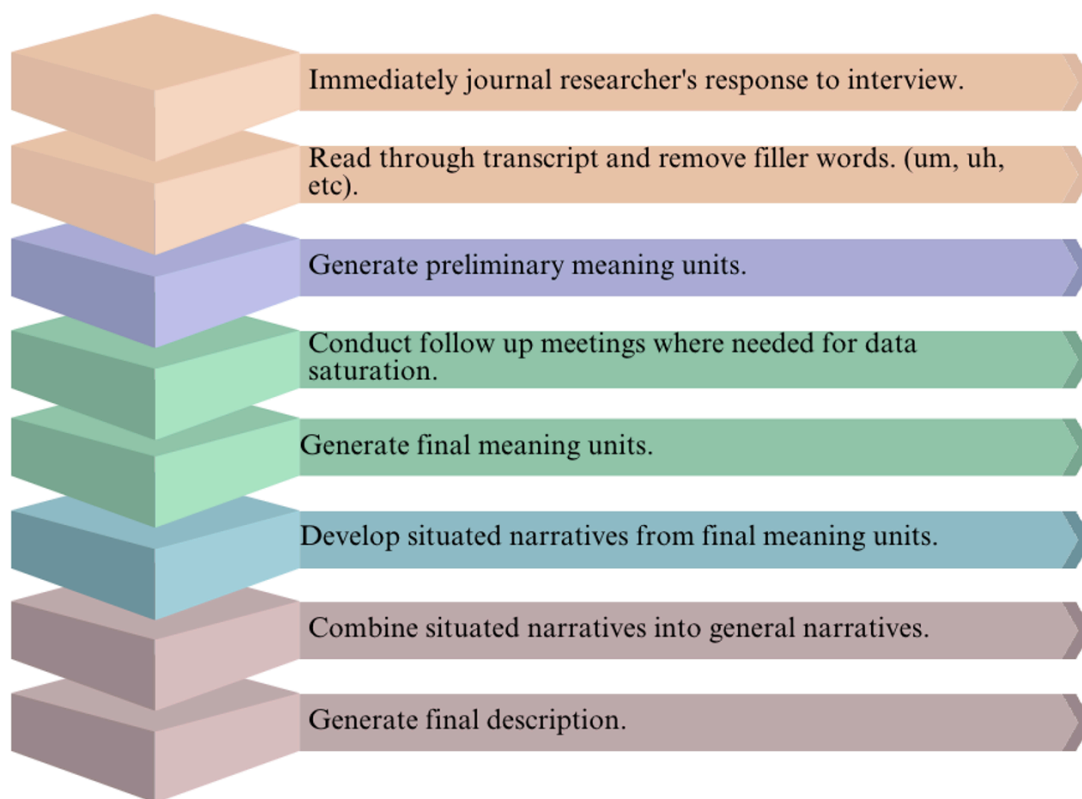 Immediately journal researcher's response to interview.
Read through transcript and remove filler words. (um, uh,
etc).
Generate preliminary meaning units.
Conduct follow up meetings where needed for data
saturation.
Generate final meaning units.
Develop situated narratives from final meaning units.
Combine situated narratives into general narratives.
Generate final description.